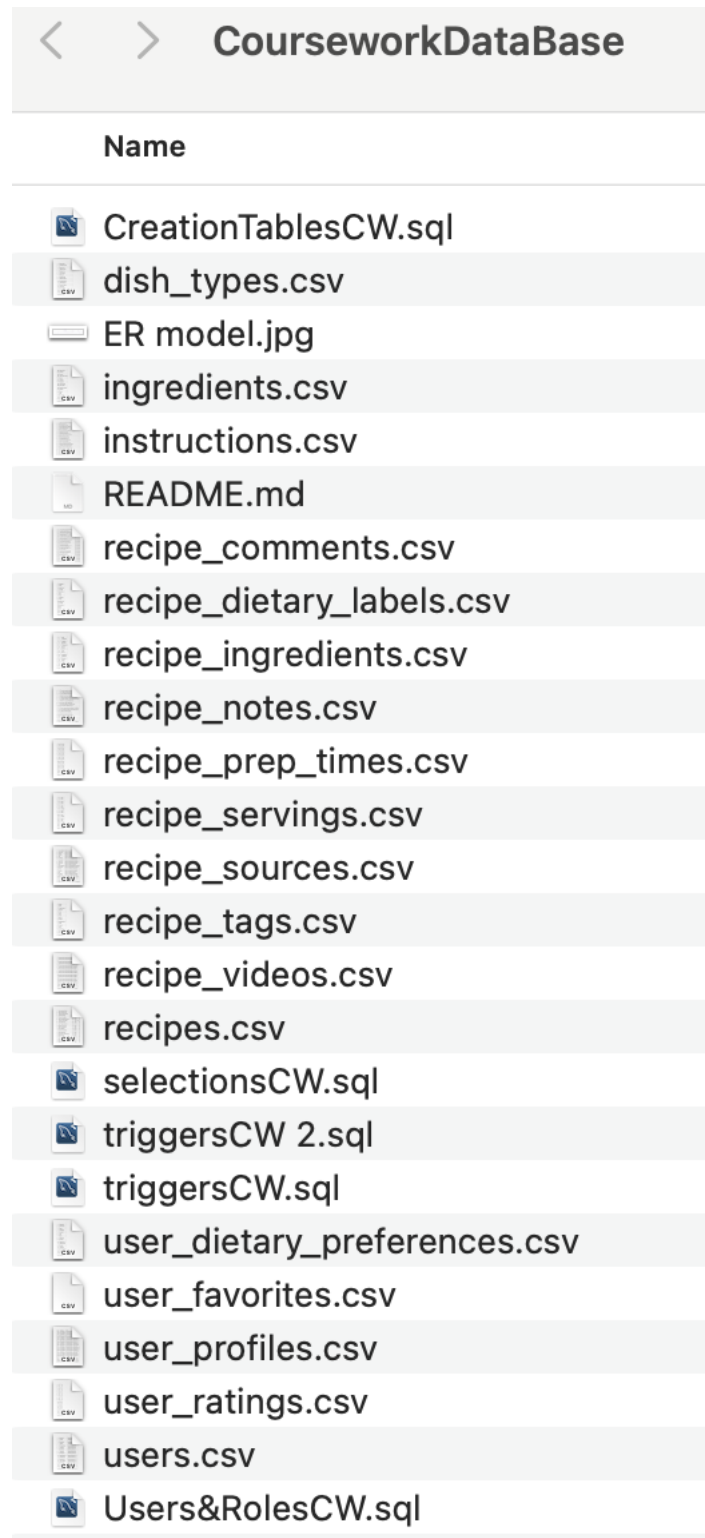 CourseworkDataBase
Name
CreationTablesCW.sql
dish_types.csv
ER model.jpg
ingredients.csv
instructions.csv
README.md
recipe_comments.csv
recipe_dietary_labels.csv
recipe_ingredients.csv
recipe_notes.csv
recipe_prep_times.csv
recipe_servings.csv
recipe_sources.csv
recipe_tags.csv
recipe_videos.csv
recipes.csv
selectionsCW.sql
triggersCW 2.sql
triggersCW.sql
user_dietary_preferences.csv
user_favorites.csv
user_profiles.csv
user_ratings.csv
users.csv
Users&RolesCW.sql